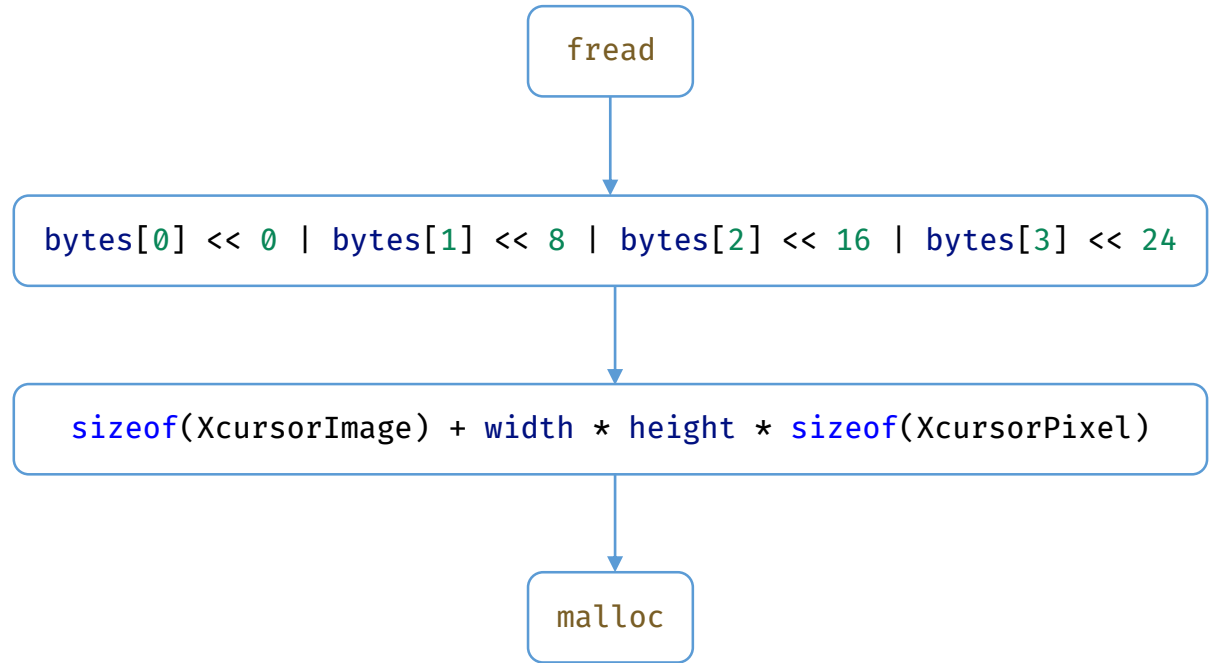 fread
bytes[0] << 0 | bytes[1] << 8 | bytes[2] << 16 | bytes[3] << 24
sizeof(XcursorImage) + width * height * sizeof(XcursorPixel)
malloc